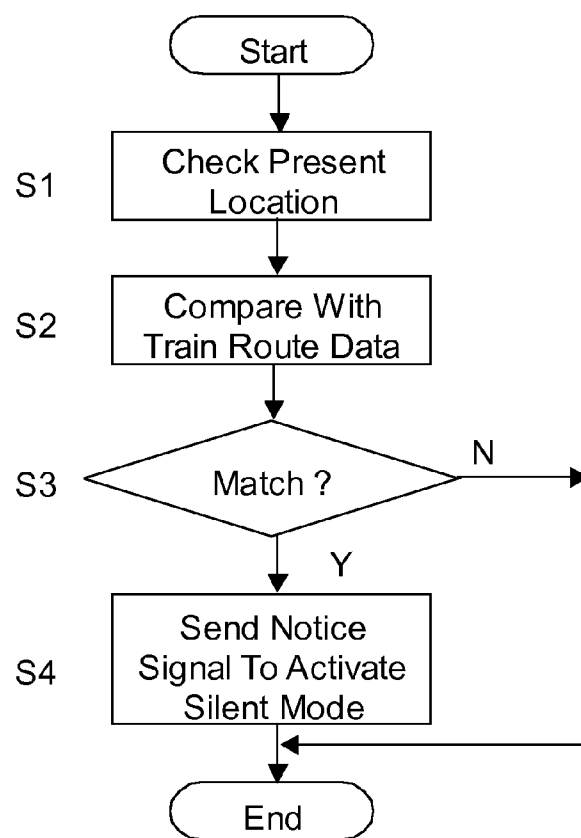 Start
S1
Check Present
Location
S2
Compare With
Train Route Data
S3
Match ?
N
Y
S4
Send Notice
Signal To Activate
Silent Mode
End